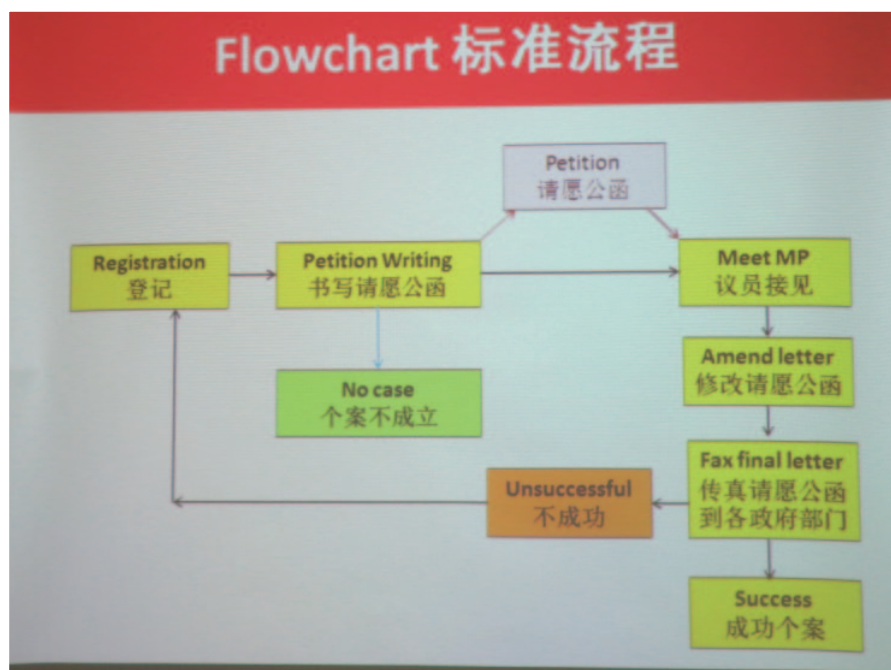 Flowchart 标准流程
Petition
请愿公函
Registration
登记
Petition Writing
书写请愿公函
Meet MP
议员接见
No case
个案不成立
Amend letter
修改请愿公函
Unsuccessful
不成功
Fax final letter
传真请愿公函
到各政府部门
Success
成功个案